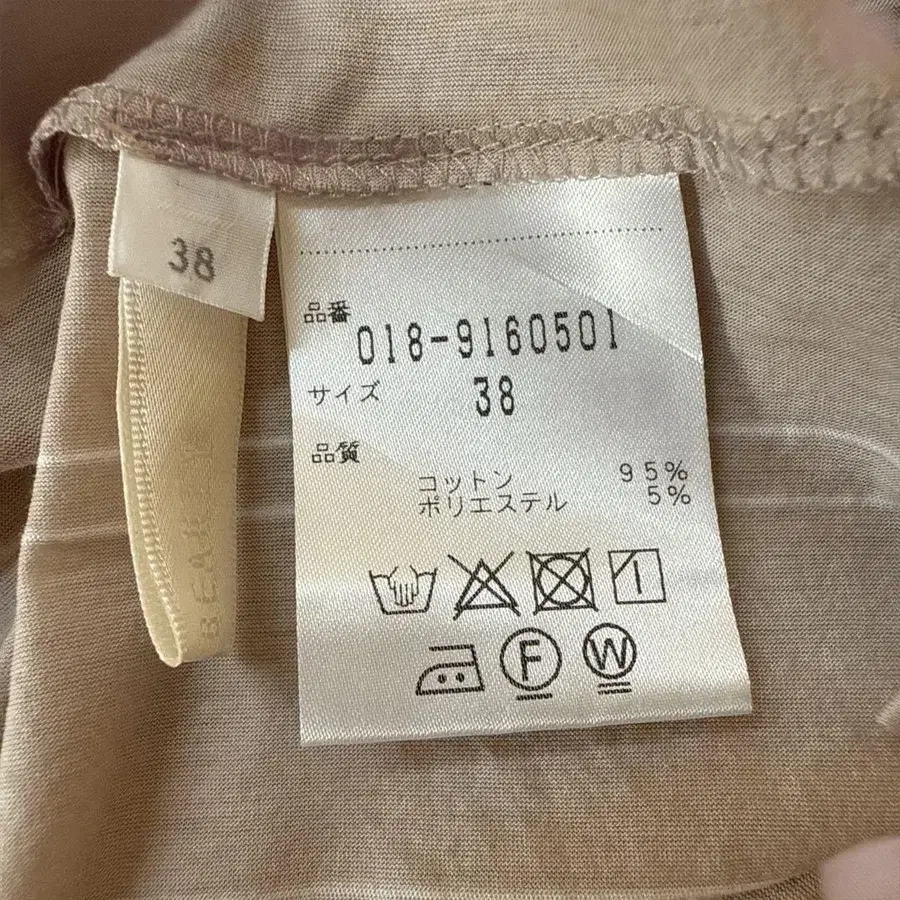 38
品番
018-9160501
サイズ 38
品質
コットン 95%
ポリエステル 5%
F W